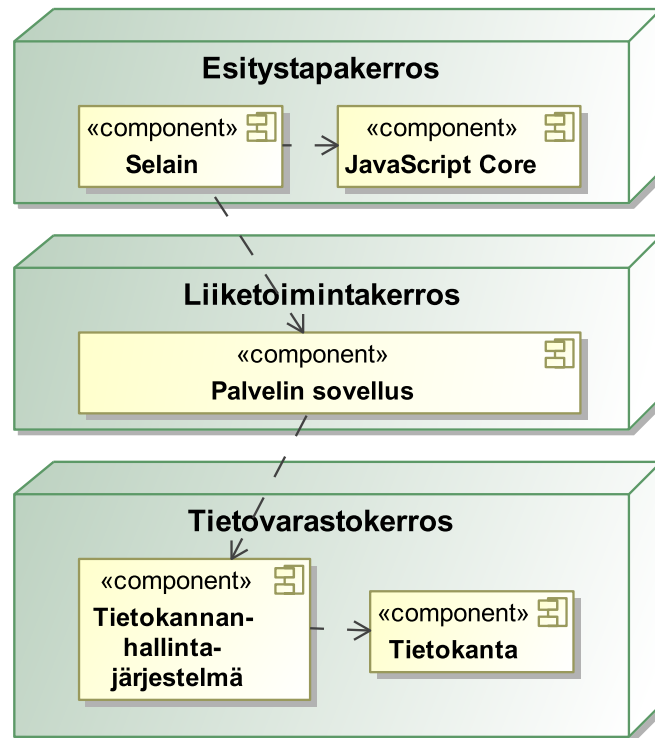 Esitystapakerros
«component»
Selain
«component»
JavaScript Core
Liiketoimintakerros
«component»
Palvelin sovellus
Tietovarastokerros
«component»
Tietokannan-
hallinta-
järjestelmä
«component»
Tietokanta